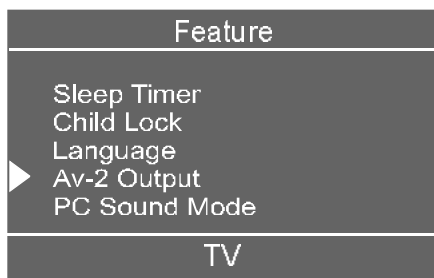 Feature
Sleep Timer
Child Lock
Language
Av-2 Output
PC Sound Mode
TV